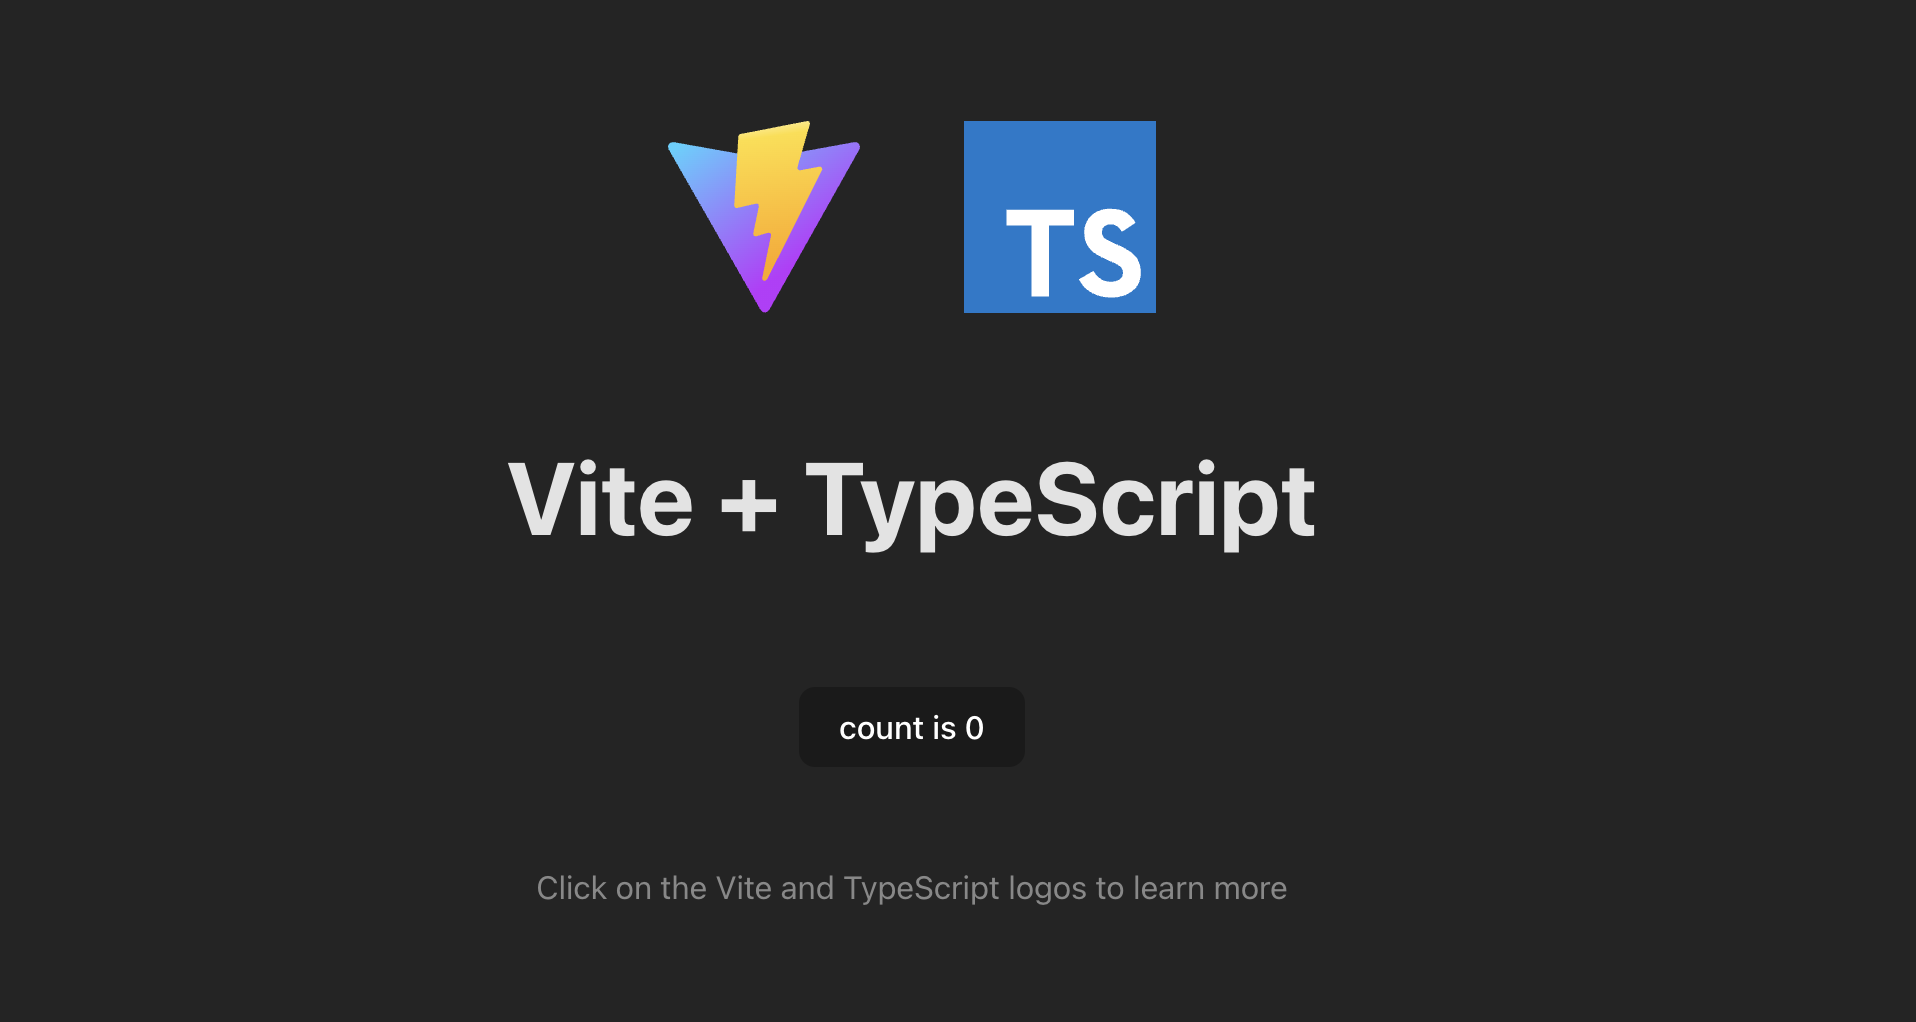 TS
Vite + TypeScript
count is 0
Click on the Vite and TypeScript logos to learn more